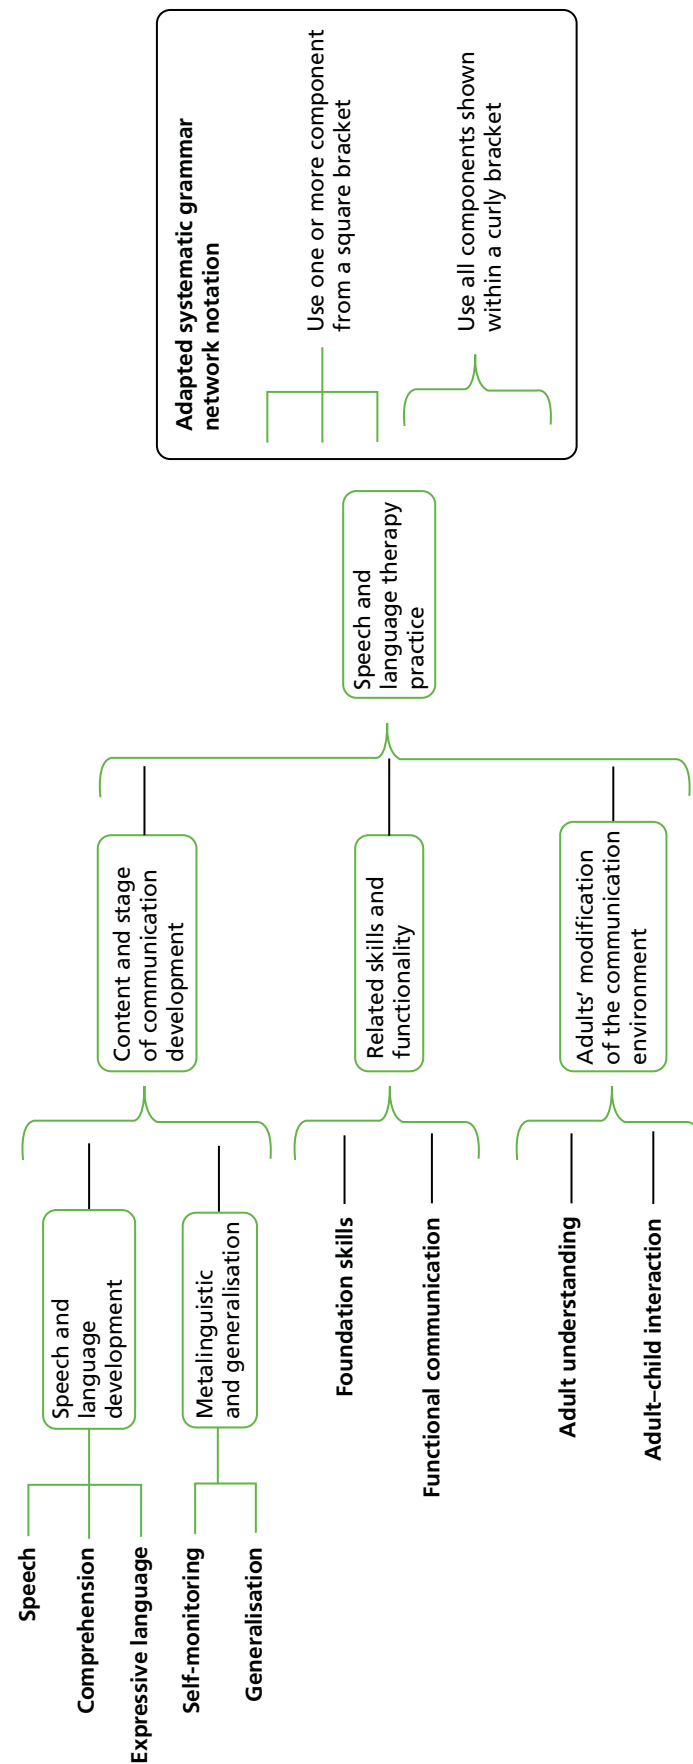 Speech
Comprehension
Expressive language
Self-monitoring
Generalisation
Speech and
language
development
Metalinguistic
and generalisation
Foundation skills
Functional communication
Adult understanding
Adult–child interaction
Content and stage
of communication
development
Related skills and
functionality
Adults’ modification
of the communication
environment
Speech and
language therapy
practice
Adapted systematic grammar
network notation
Use one or more component
from a square bracket
Use all components shown
within a curly bracket